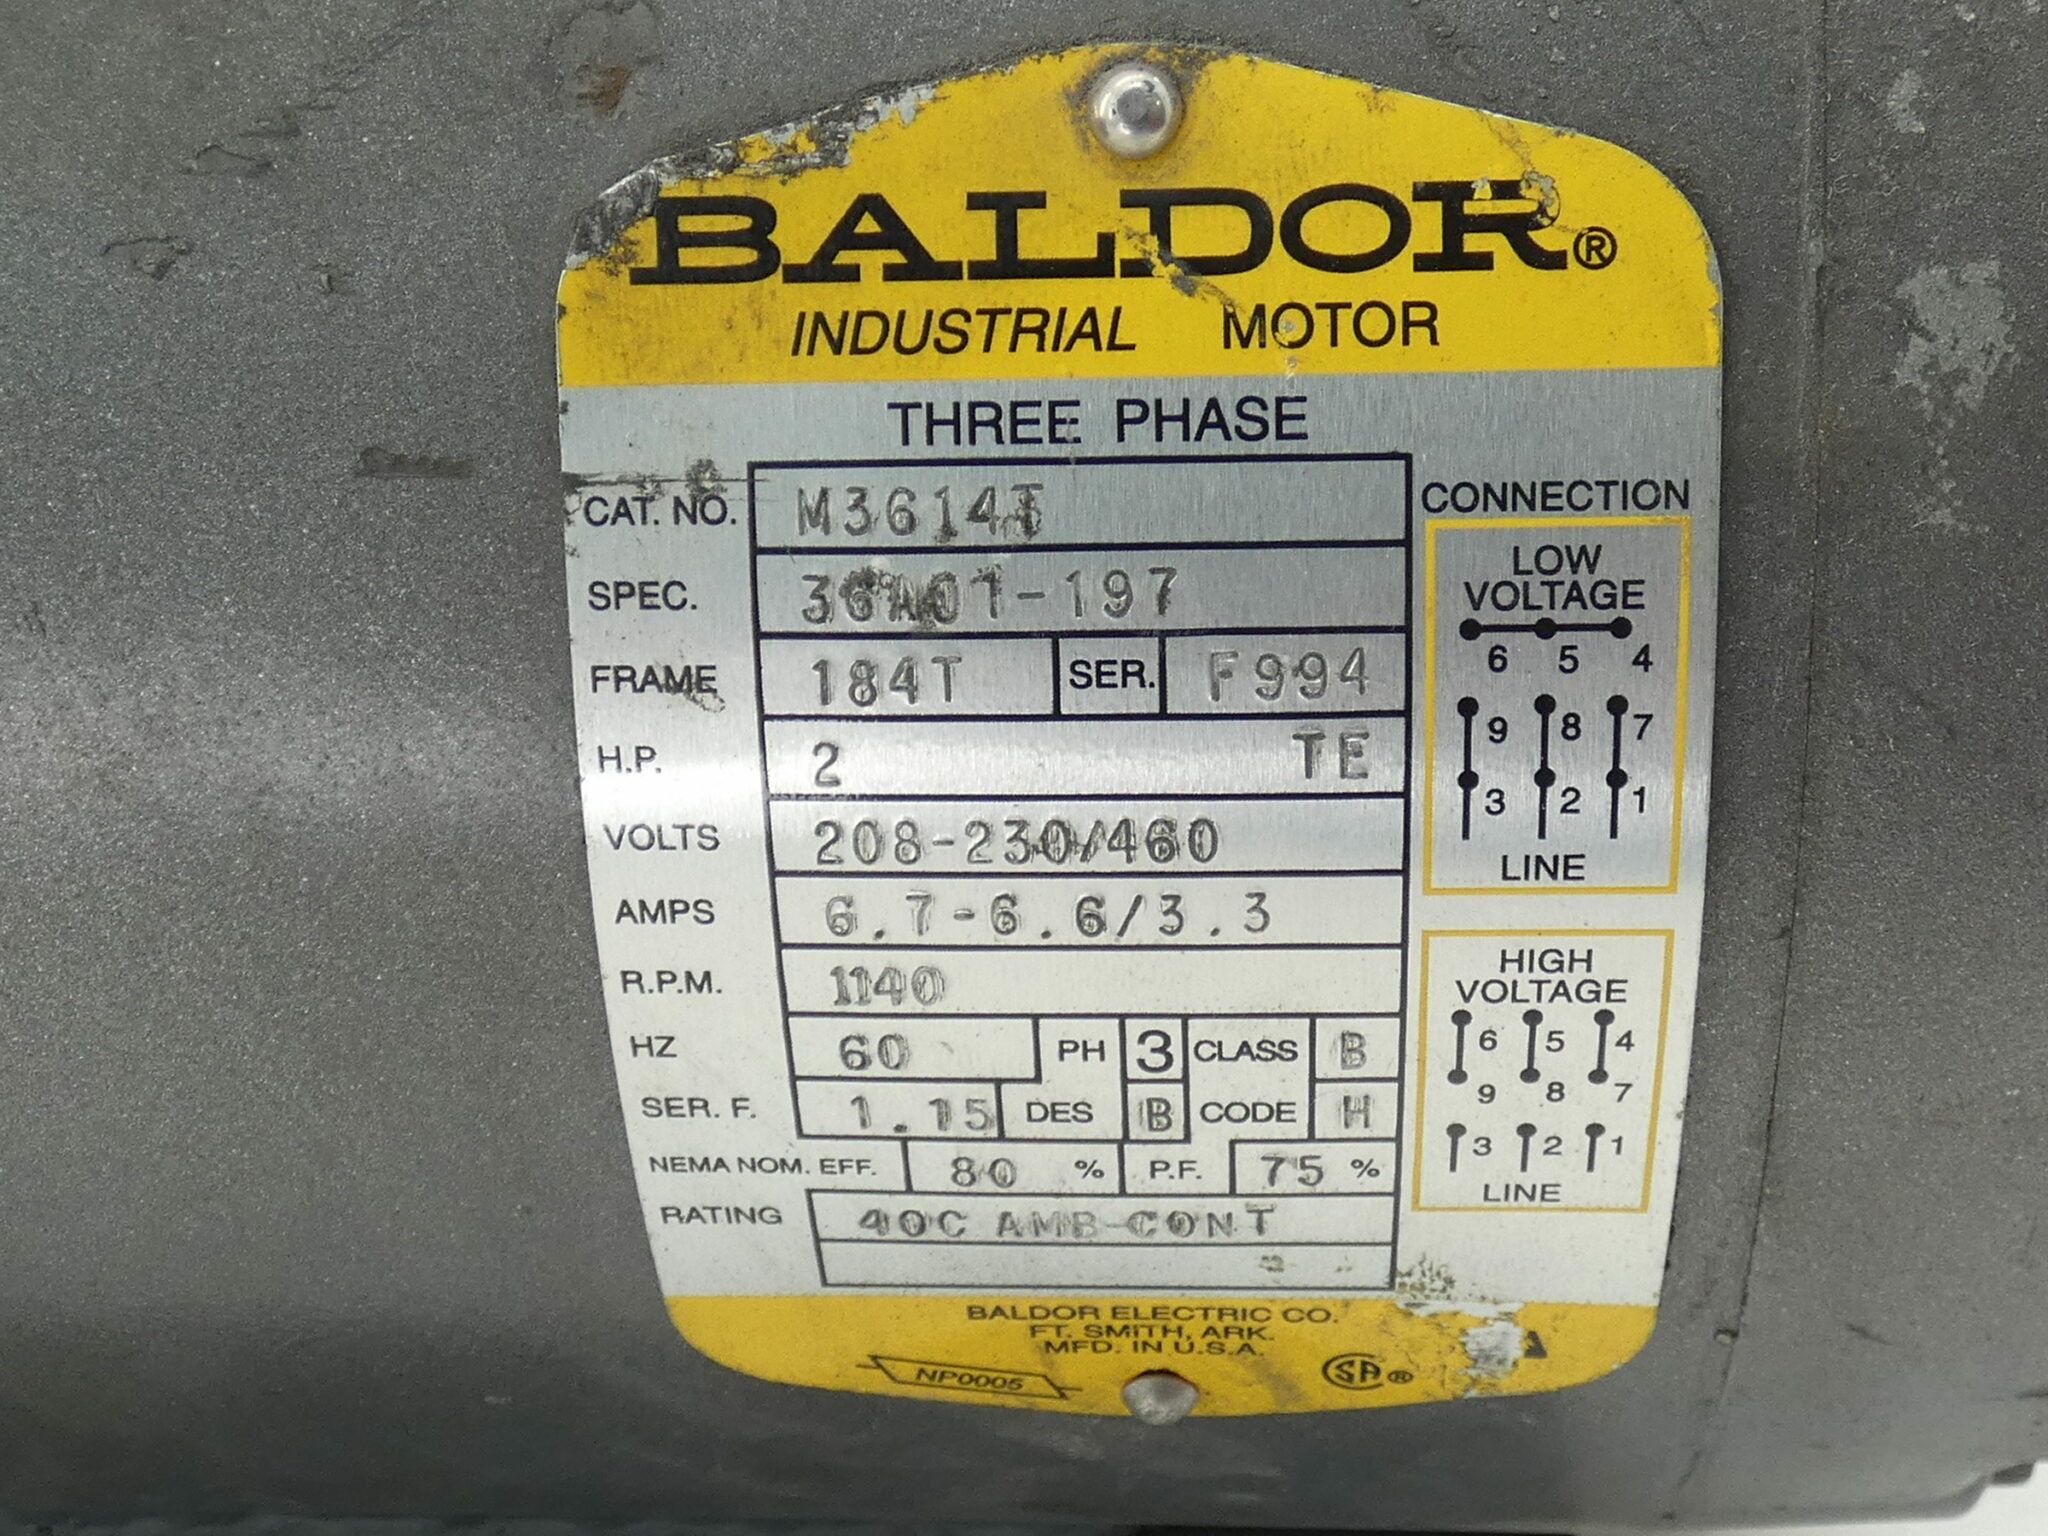 BALDOR®
INDUSTRIAL MOTOR
THREE PHASE
CAT. NO. M3614T
SPEC. 36A01-197
FRAME 184T SER. F994
H.P. 2 TE
VOLTS 208-230/460
AMPS 6.7-6.6/3.3
R.P.M. 1140
HZ 60 PH 3 CLASS B
SER. F. 1.15 DES B CODE H
NEMA NOM. EFF. 80 % P.F. 75 %
RATING 40C AMB-CONT
CONNECTION
LOW
VOLTAGE
6 5 4
9 8 7
3 2 1
LINE
HIGH
VOLTAGE
6 5 4
9 8 7
3 2 1
LINE
BALDOR ELECTRIC CO.
FT. SMITH, ARK.
MFD. IN U.S.A.
NP0005
SA®